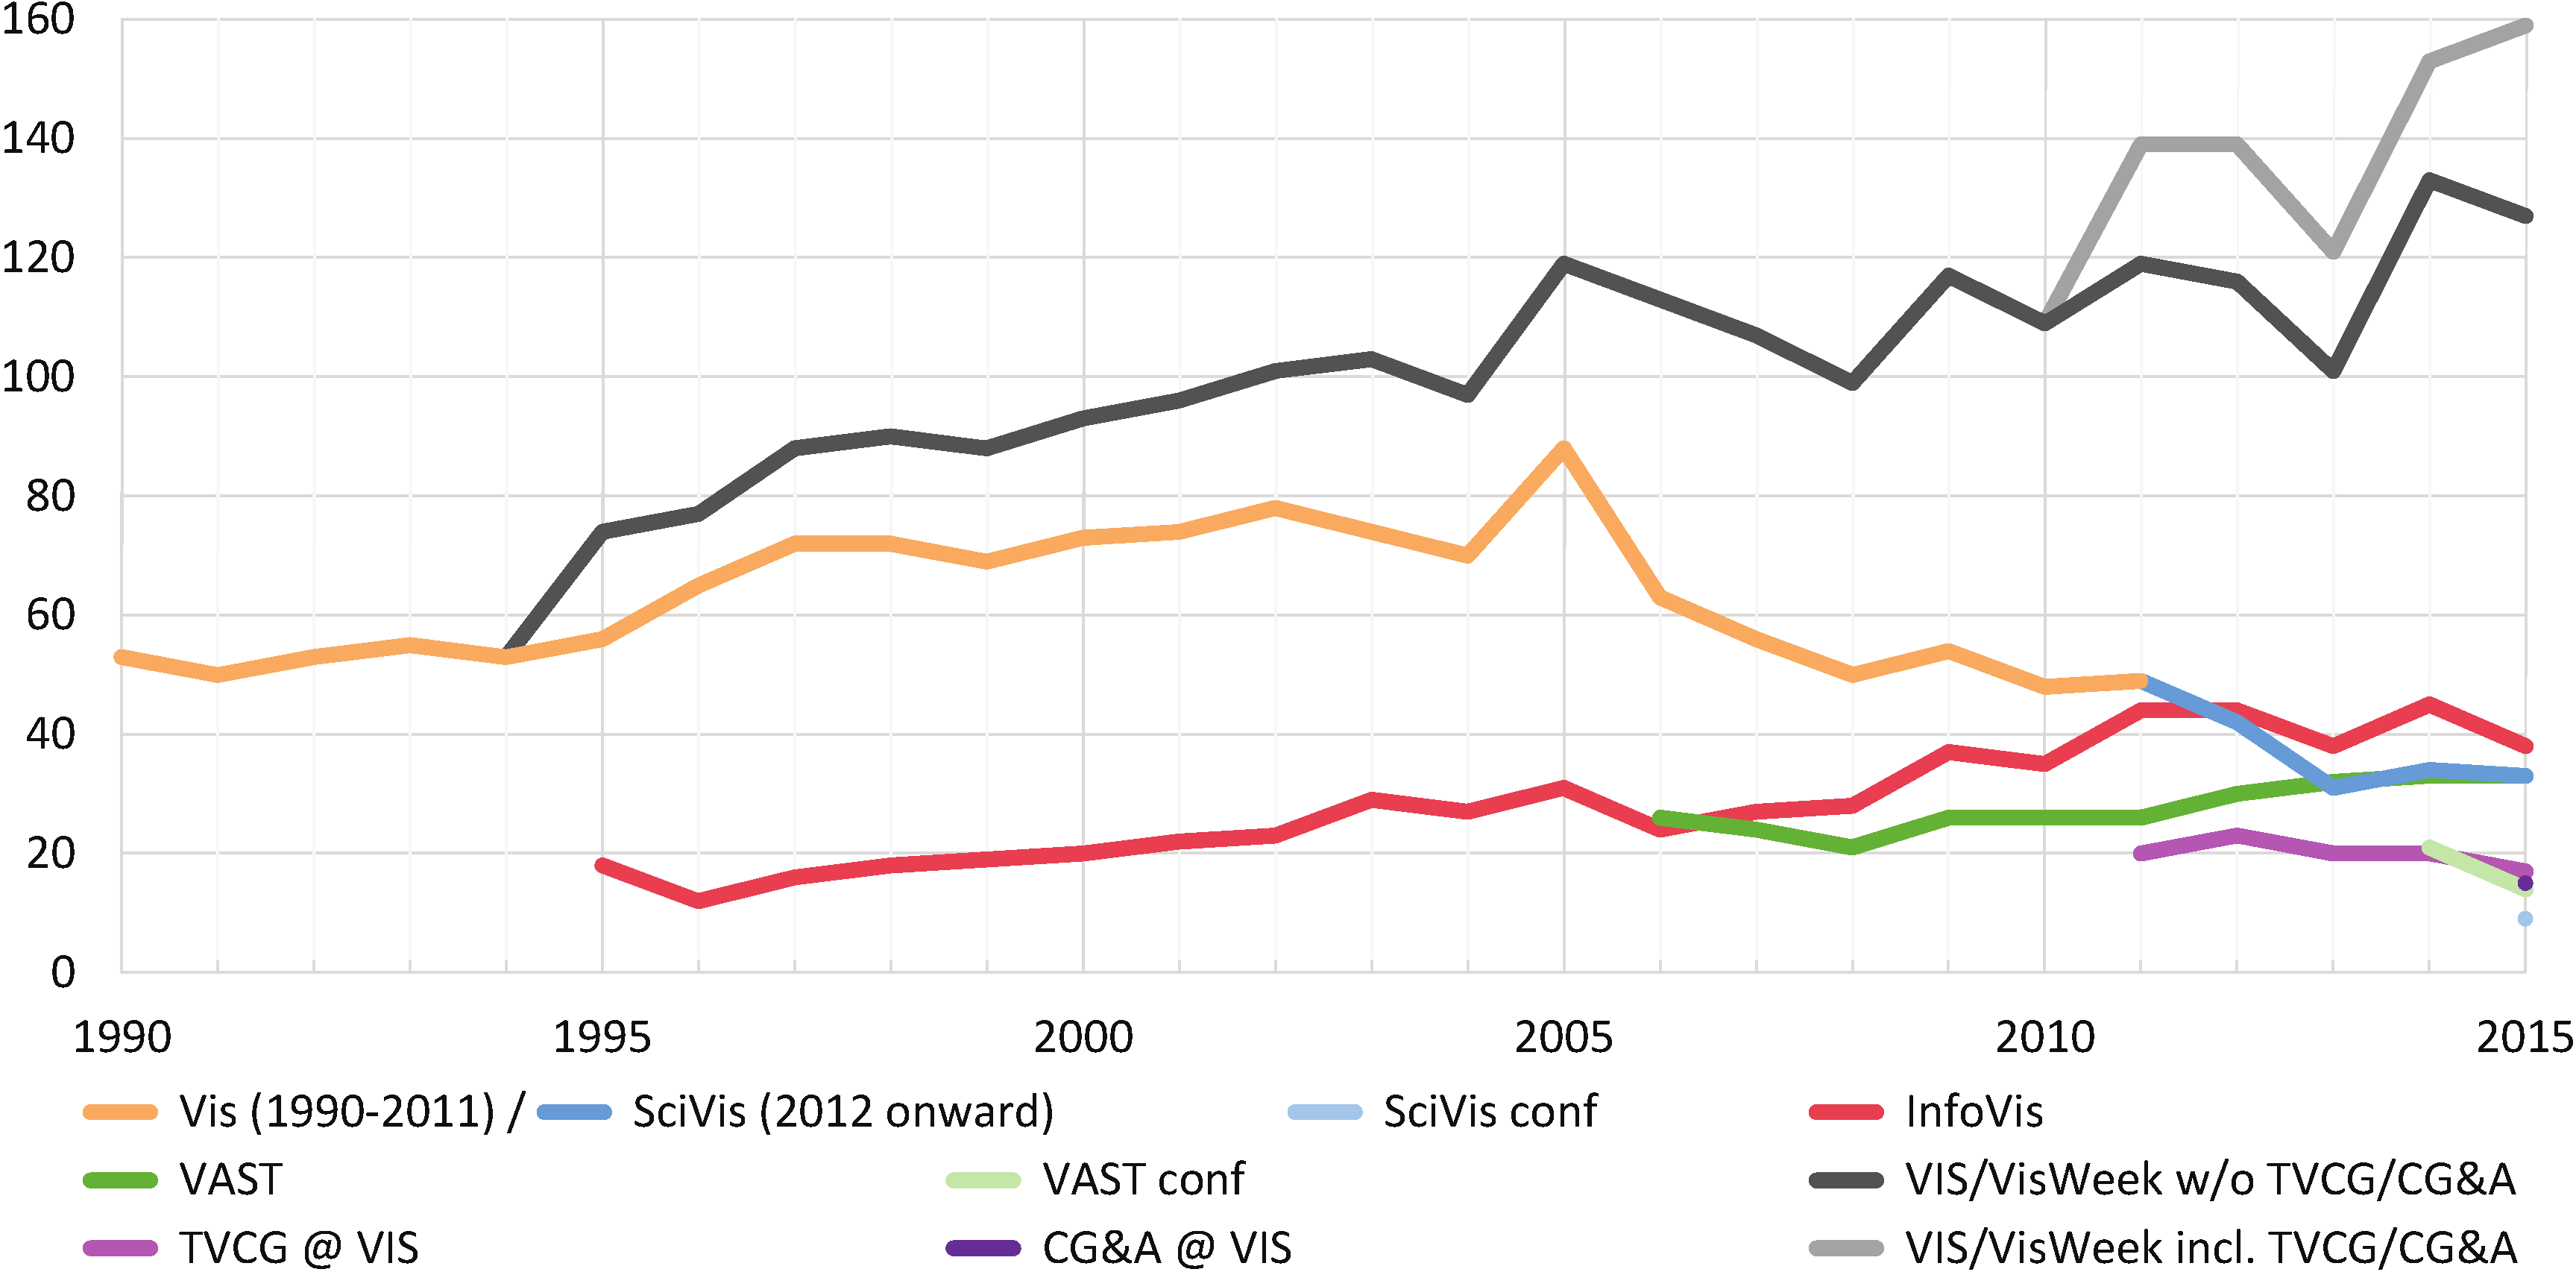 160
140
120
100
80
60
40
20
0
1990 1995 2000 2005 2010 2015
Vis (1990-2011) / SciVis (2012 onward) SciVis conf InfoVis
VAST VAST conf VIS/VisWeek w/o TVCG/CG&A
TVCG @ VIS CG&A @ VIS VIS/VisWeek incl. TVCG/CG&A